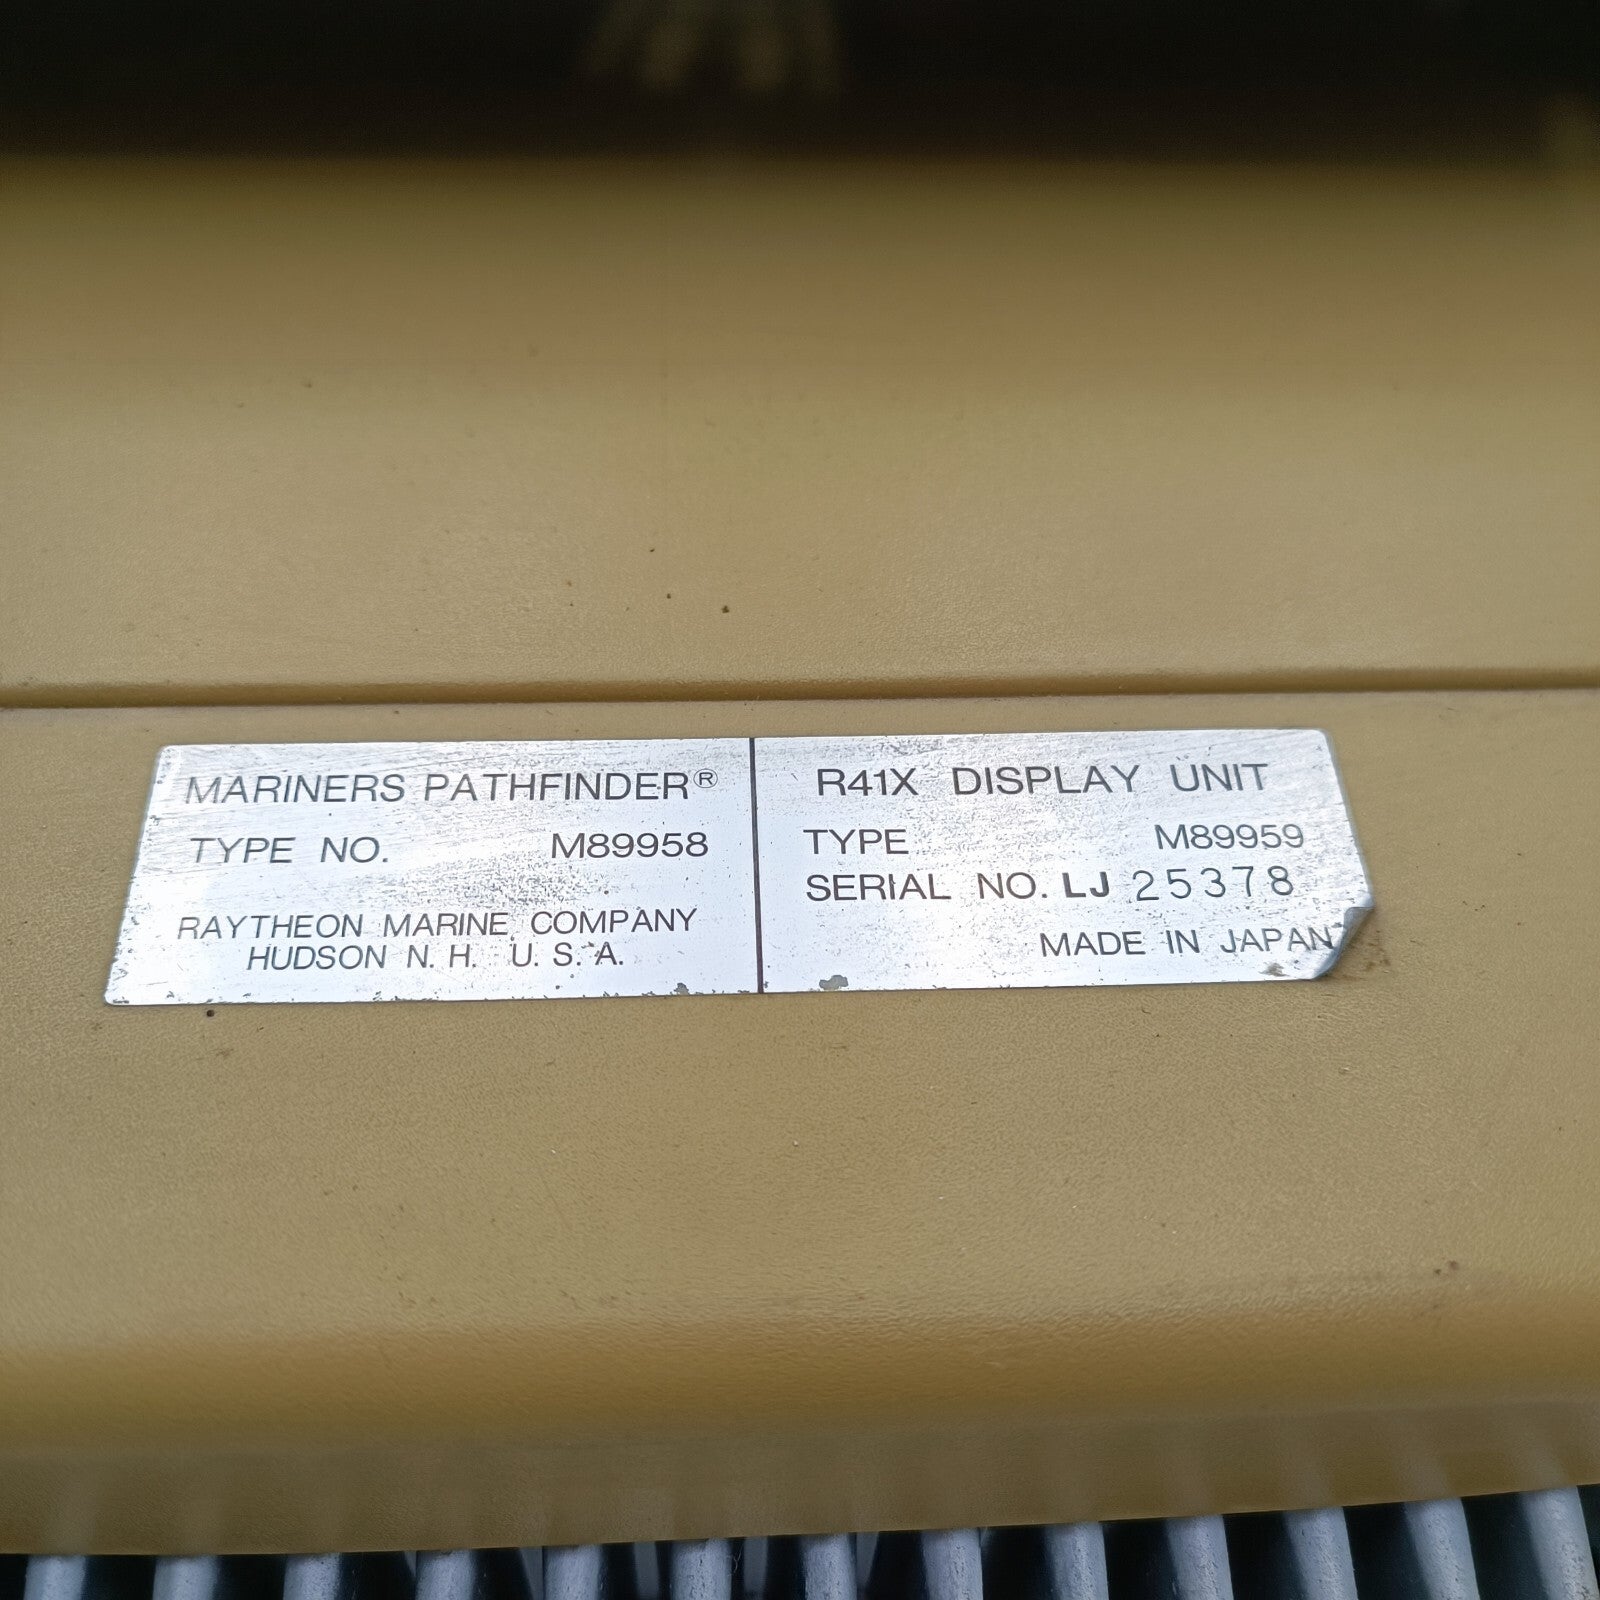 MARINERS PATHFINDER®
TYPE NO. M89958
RAYTHEON MARINE COMPANY
HUDSON N. H. U. S. A.
R41X DISPLAY UNIT
TYPE M89959
SERIAL NO. LJ 25378
MADE IN JAPAN